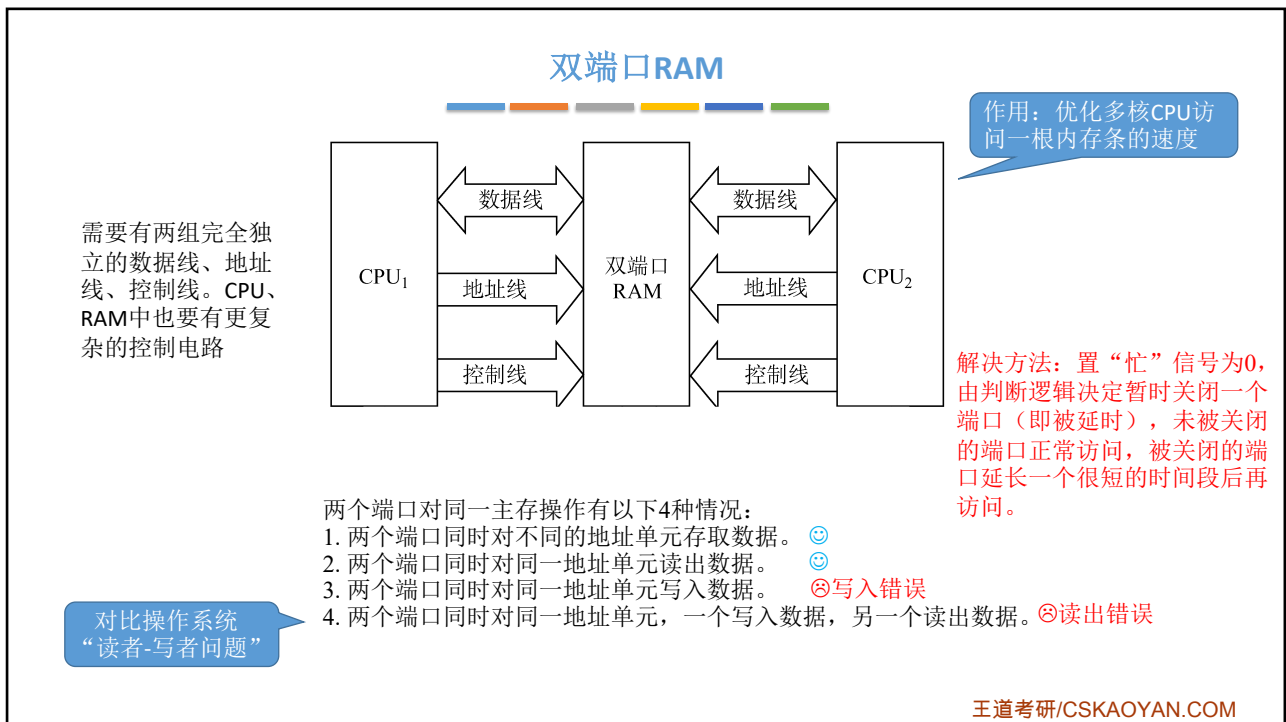 双端口RAM
作用：优化多核CPU访
问一根内存条的速度
需要有两组完全独
立的数据线、地址
线、控制线。CPU、
RAM中也要有更复
杂的控制电路
CPU1
数据线
地址线
控制线
双端口
RAM
数据线
地址线
控制线
CPU2
解决方法：置“忙”信号为0，
由判断逻辑决定暂时关闭一个
端口（即被延时），未被关闭
的端口正常访问，被关闭的端
口延长一个很短的时间段后再
访问。
两个端口对同一主存操作有以下4种情况：
1. 两个端口同时对不同的地址单元存取数据。☺
2. 两个端口同时对同一地址单元读出数据。☺
3. 两个端口同时对同一地址单元写入数据。☹写入错误
4. 两个端口同时对同一地址单元，一个写入数据，另一个读出数据。☹读出错误
对比操作系统
“读者-写者问题”
王道考研/CSKAOYAN.COM